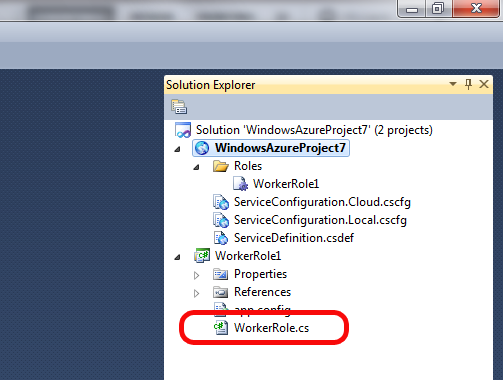 Solution Explorer
Solution 'WindowsAzureProject7' (2 projects)
WindowsAzureProject7
Roles
WorkerRole1
ServiceConfiguration.Cloud.cscfg
ServiceConfiguration.Local.cscfg
ServiceDefinition.csdef
WorkerRole1
Properties
References
app.config
WorkerRole.cs